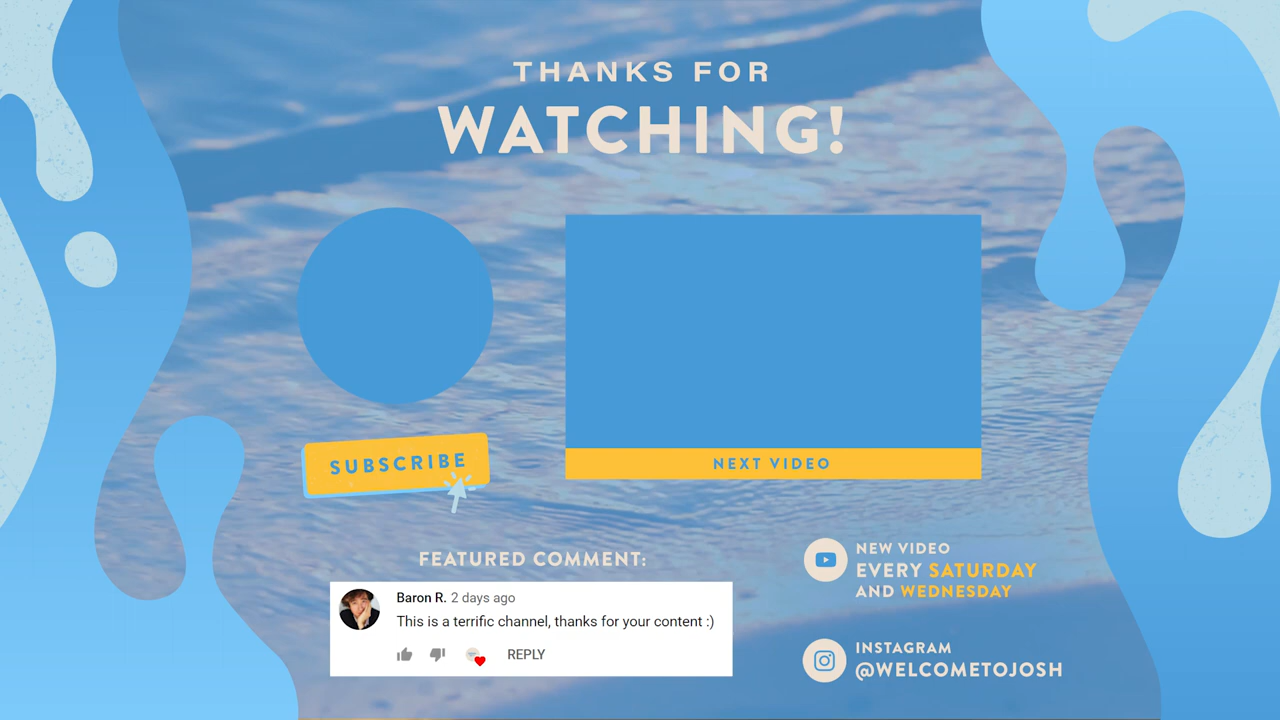 THANKS FOR
WATCHING!
SUBSCRIBE
NEXT VIDEO
FEATURED COMMENT:
Baron R. 2 days ago
This is a terrific channel, thanks for your content :)
REPLY
NEW VIDEO
EVERY SATURDAY
AND WEDNESDAY
INSTAGRAM
@WELCOMETOJOSH